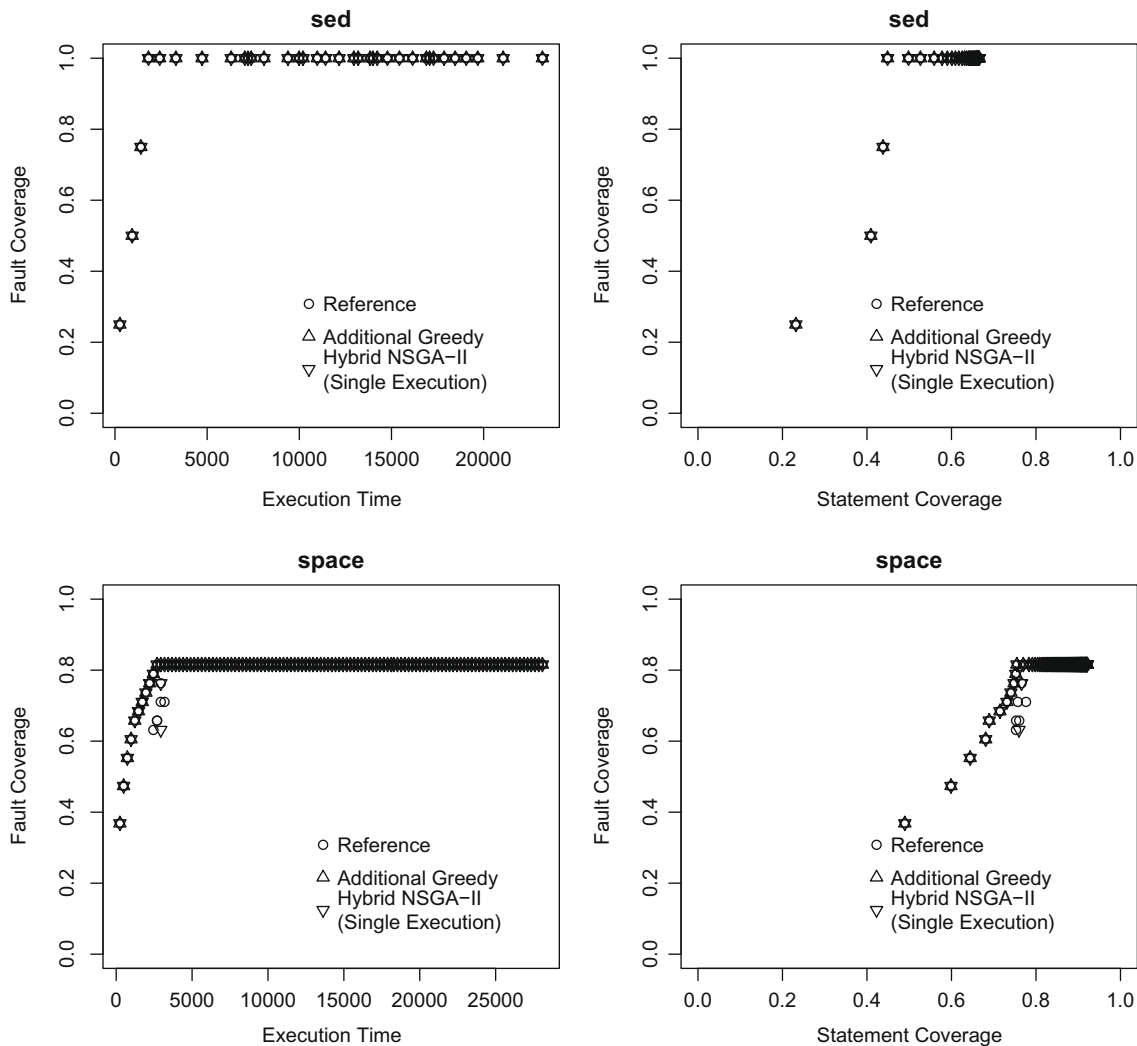 sed
Fault Coverage
1.0
0.8
0.6
0.4
0.2
0.0
Reference
Additional Greedy
Hybrid NSGA−II
(Single Execution)
0 5000 10000 15000 20000
Execution Time
sed
Fault Coverage
1.0
0.8
0.6
0.4
0.2
0.0
Reference
Additional Greedy
Hybrid NSGA−II
(Single Execution)
0.0 0.2 0.4 0.6 0.8 1.0
Statement Coverage
space
Fault Coverage
1.0
0.8
0.6
0.4
0.2
0.0
Reference
Additional Greedy
Hybrid NSGA−II
(Single Execution)
0 5000 10000 15000 20000 25000
Execution Time
space
Fault Coverage
1.0
0.8
0.6
0.4
0.2
0.0
Reference
Additional Greedy
Hybrid NSGA−II
(Single Execution)
0.0 0.2 0.4 0.6 0.8 1.0
Statement Coverage